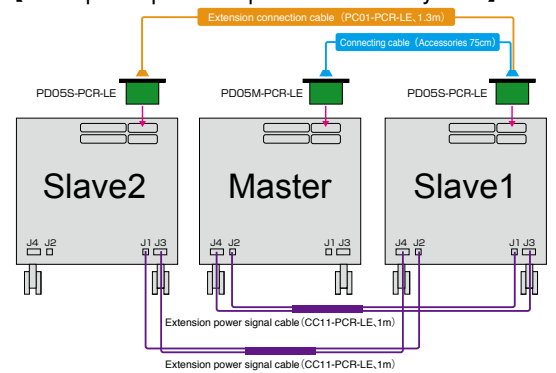 Extension connection cable (PC01-PCR-LE、1.3m)
Connecting cable (Accessories 75cm)
PD05S-PCR-LE
PD05M-PCR-LE
PD05S-PCR-LE
Slave2
Master
Slave1
J4 J2
J1 J3
J4 J2
J1 J3
J4 J2
J1 J3
Extension power signal cable (CC11-PCR-LE、1m)
Extension power signal cable (CC11-PCR-LE、1m)